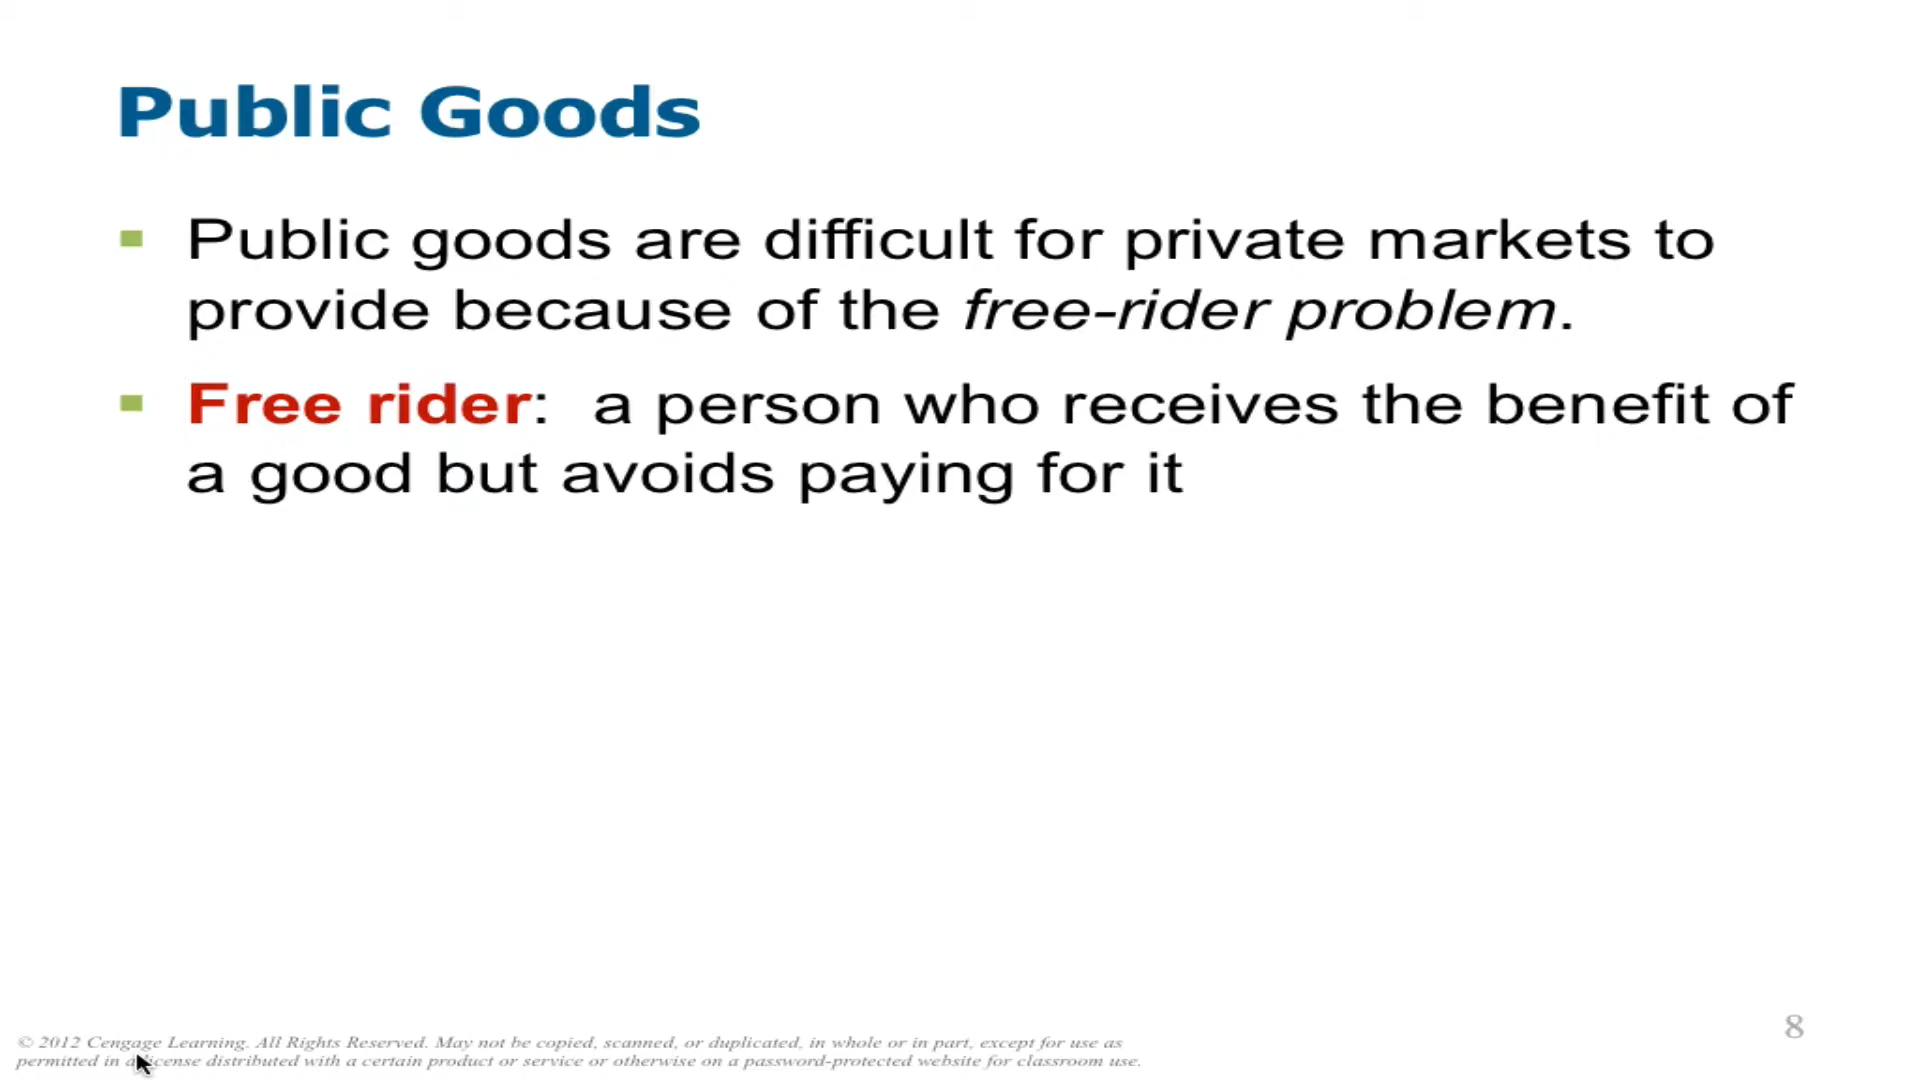 Public Goods
Public goods are difficult for private markets to
provide because of the free-rider problem.
Free rider: a person who receives the benefit of
a good but avoids paying for it
8
© 2012 Cengage Learning. All Rights Reserved. May not be copied, scanned, or duplicated, in whole or in part, except for use as
permitted in a license distributed with a certain product or service or otherwise on a password-protected website for classroom use.